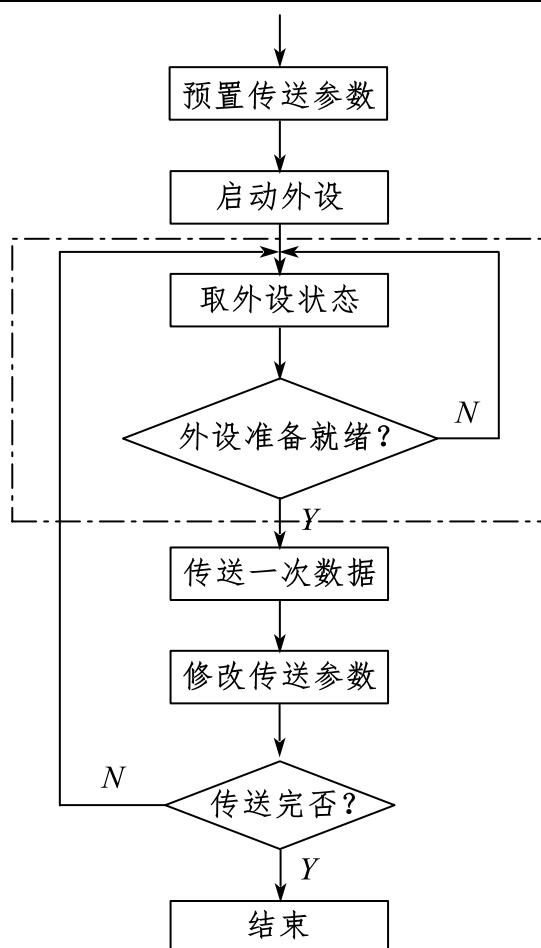 预置传送参数
启动外设
取外设状态
外设准备就绪?
N
Y
传送一次数据
修改传送参数
N
传送完否?
Y
结束